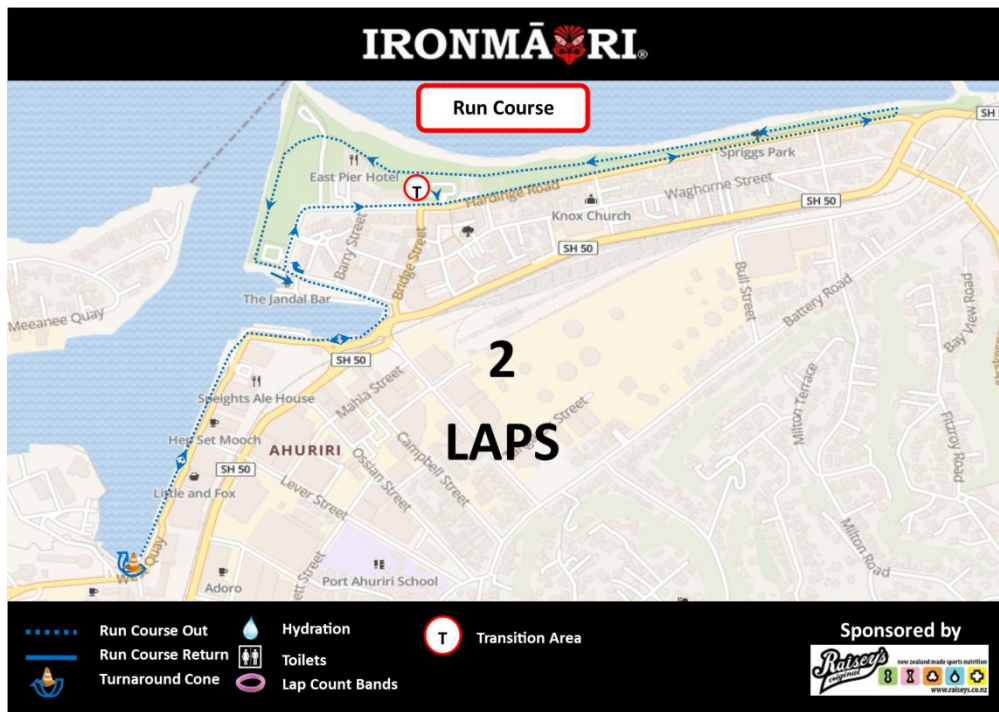 IRONMĀORI®
Run Course
SH 5
Spriggs Park
East Pier Hotel
T
Hardinge Road
Waghorne Street
SH 50
Knox Church
SH 50
Barry Street
Bridge Street
Bull Street
Battery Road
Bay View Road
The Jandal Bar
Meeanee Quay
SH 50
2
LAPS
Mahia Street
Milton Terrace
Speights Ale House
Fitzroy Road
Hep Set Mooch
AHURIRI
Campbell Street
Ossian Street
SH 50
Lever Street
Little and Fox
Milton Road
West Quay
Adoro
Port Ahuriri School
Run Course Out
Run Course Return
Turnaround Cone
Hydration
Toilets
Lap Count Bands
T
Transition Area
Sponsored by
Raisey's
original
new zealand made sports nutrition
www.raiseys.co.nz